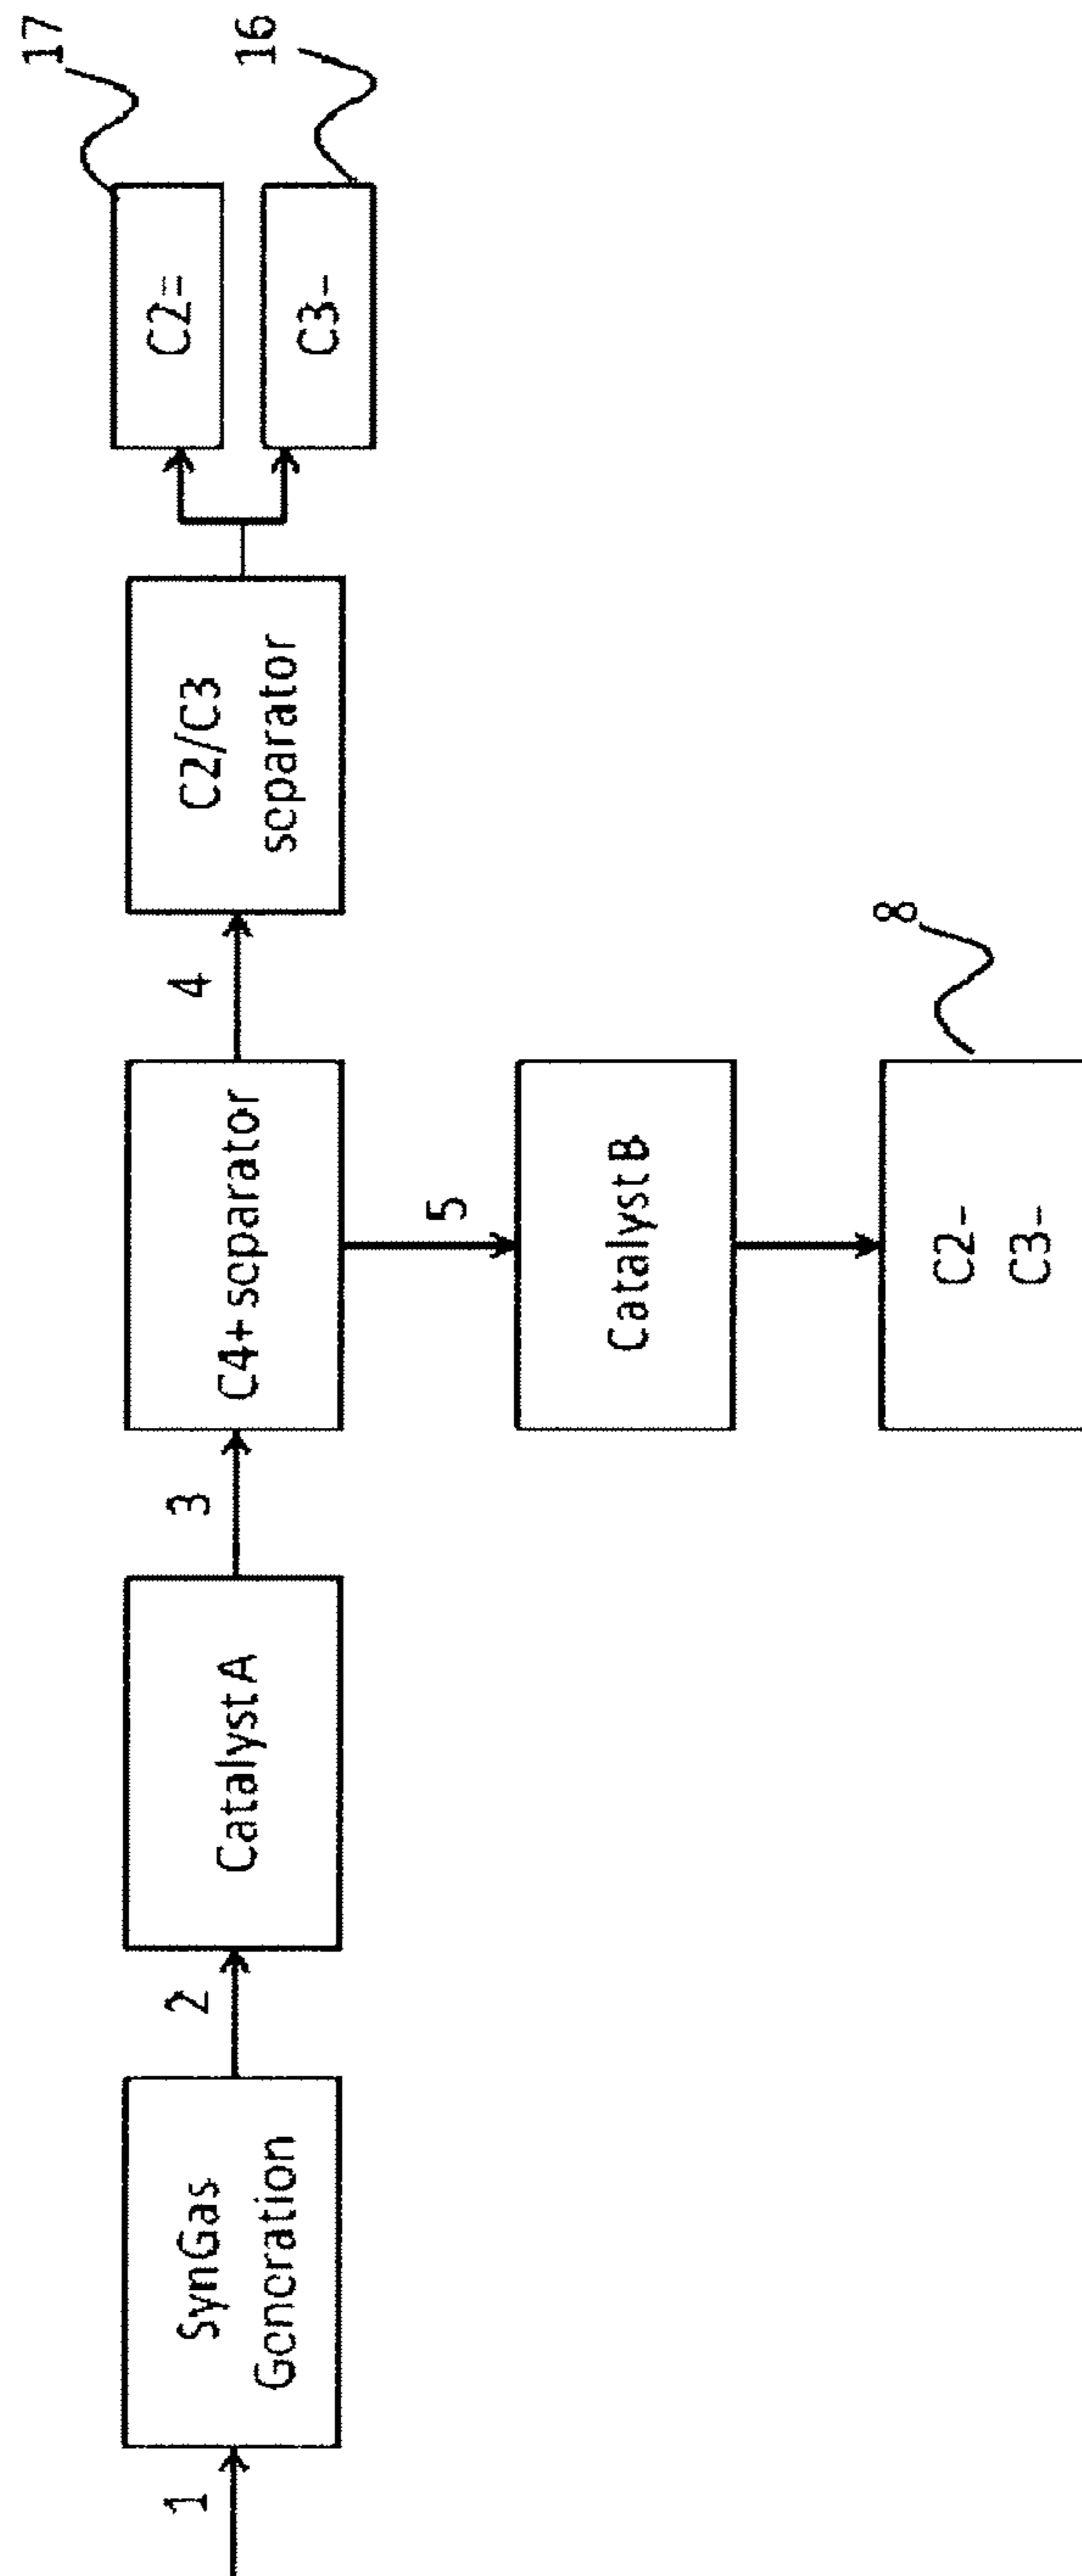 1
SynGas
Generation
2
Catalyst A
3
C4+ separator
4
C2/C3
separator
C2=
17
C3-
16
5
Catalyst B
C2-
C3-
8